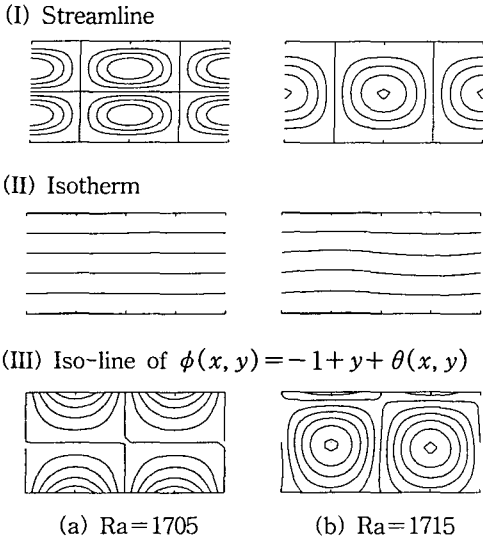 (I) Streamline
(II) Isotherm
(III) Iso-line of ϕ(x, y)=−1+y+θ(x, y)
(a) Ra=1705
(b) Ra=1715